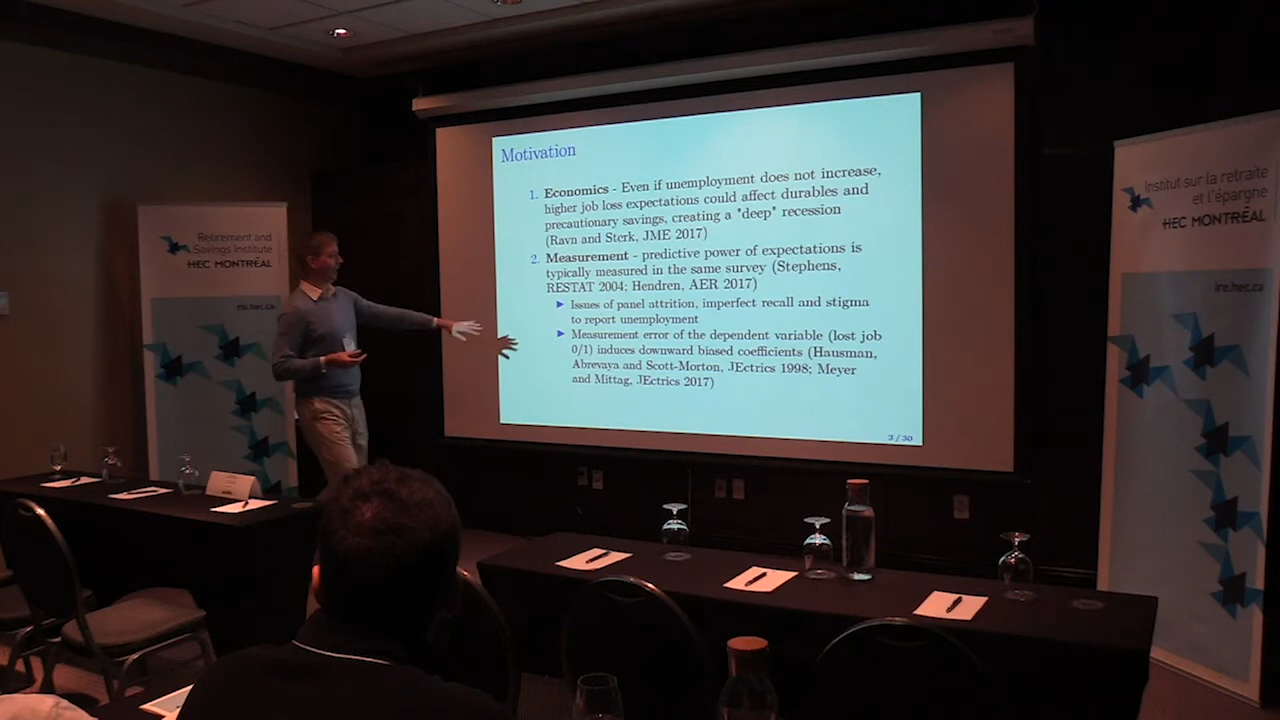 Motivation
1. Economics - Even if unemployment does not increase,
higher job loss expectations could affect durables and
precautionary savings, creating a "deep" recession
(Ravn and Sterk, JME 2017)
2. Measurement - predictive power of expectations is
typically measured in the same survey (Stephens,
RESTAT 2004; Hendren, AER 2017)
▶ Issues of panel attrition, imperfect recall and stigma
to report unemployment
▶ Measurement error of the dependent variable (lost job
0/1) induces downward biased coefficients (Hausman,
Abrevaya and Scott-Morton, JEctrics 1998; Meyer
and Mittag, JEctrics 2017)
3 / 30
Retirement and
Savings Institute
HEC MONTRĒAL
rsi.hec.ca
Institut sur la retraite
et l'épargne
HEC MONTRĒAL
ire.hec.ca